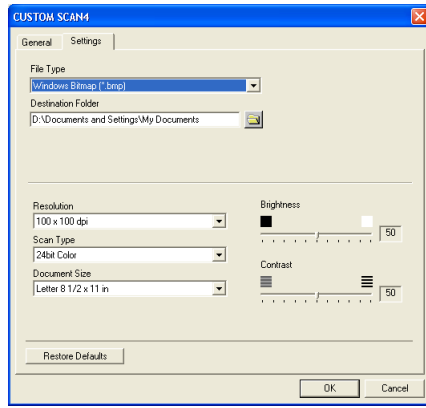 CUSTOM SCAN4
General Settings
File Type
Windows Bitmap (*.bmp)
Destination Folder
D:\Documents and Settings\My Documents
Resolution
100 x 100 dpi
Scan Type
24bit Color
Document Size
Letter 8 1/2 x 11 in
Brightness
50
Contrast
50
Restore Defaults
OK Cancel